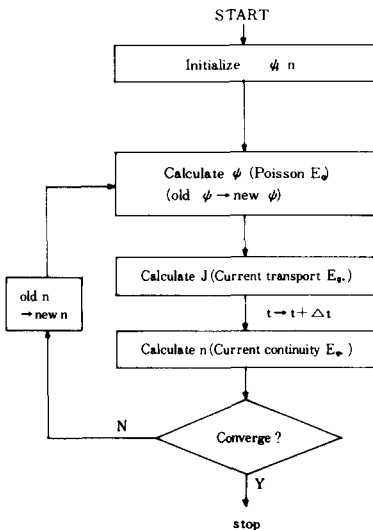 START
Initialize ψ, n
Calculate ψ (Poisson Eq.)
(old ψ → new ψ)
Calculate J (Current transport Eq.)
t → t + Δt
Calculate n (Current continuity Eq.)
old n
→ new n
N
Converge ?
Y
stop